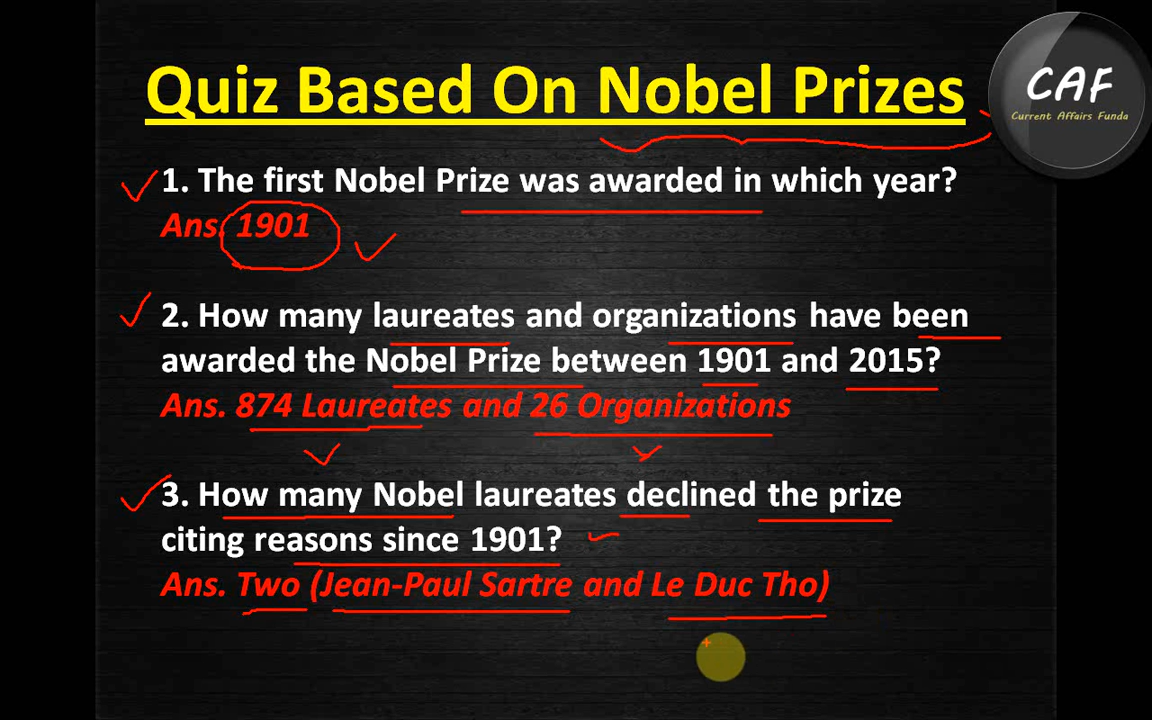 Quiz Based On Nobel Prizes
CAF
Current Affairs Funda
1. The first Nobel Prize was awarded in which year?
Ans. 1901
2. How many laureates and organizations have been
awarded the Nobel Prize between 1901 and 2015?
Ans. 874 Laureates and 26 Organizations
3. How many Nobel laureates declined the prize
citing reasons since 1901?
Ans. Two (Jean-Paul Sartre and Le Duc Tho)